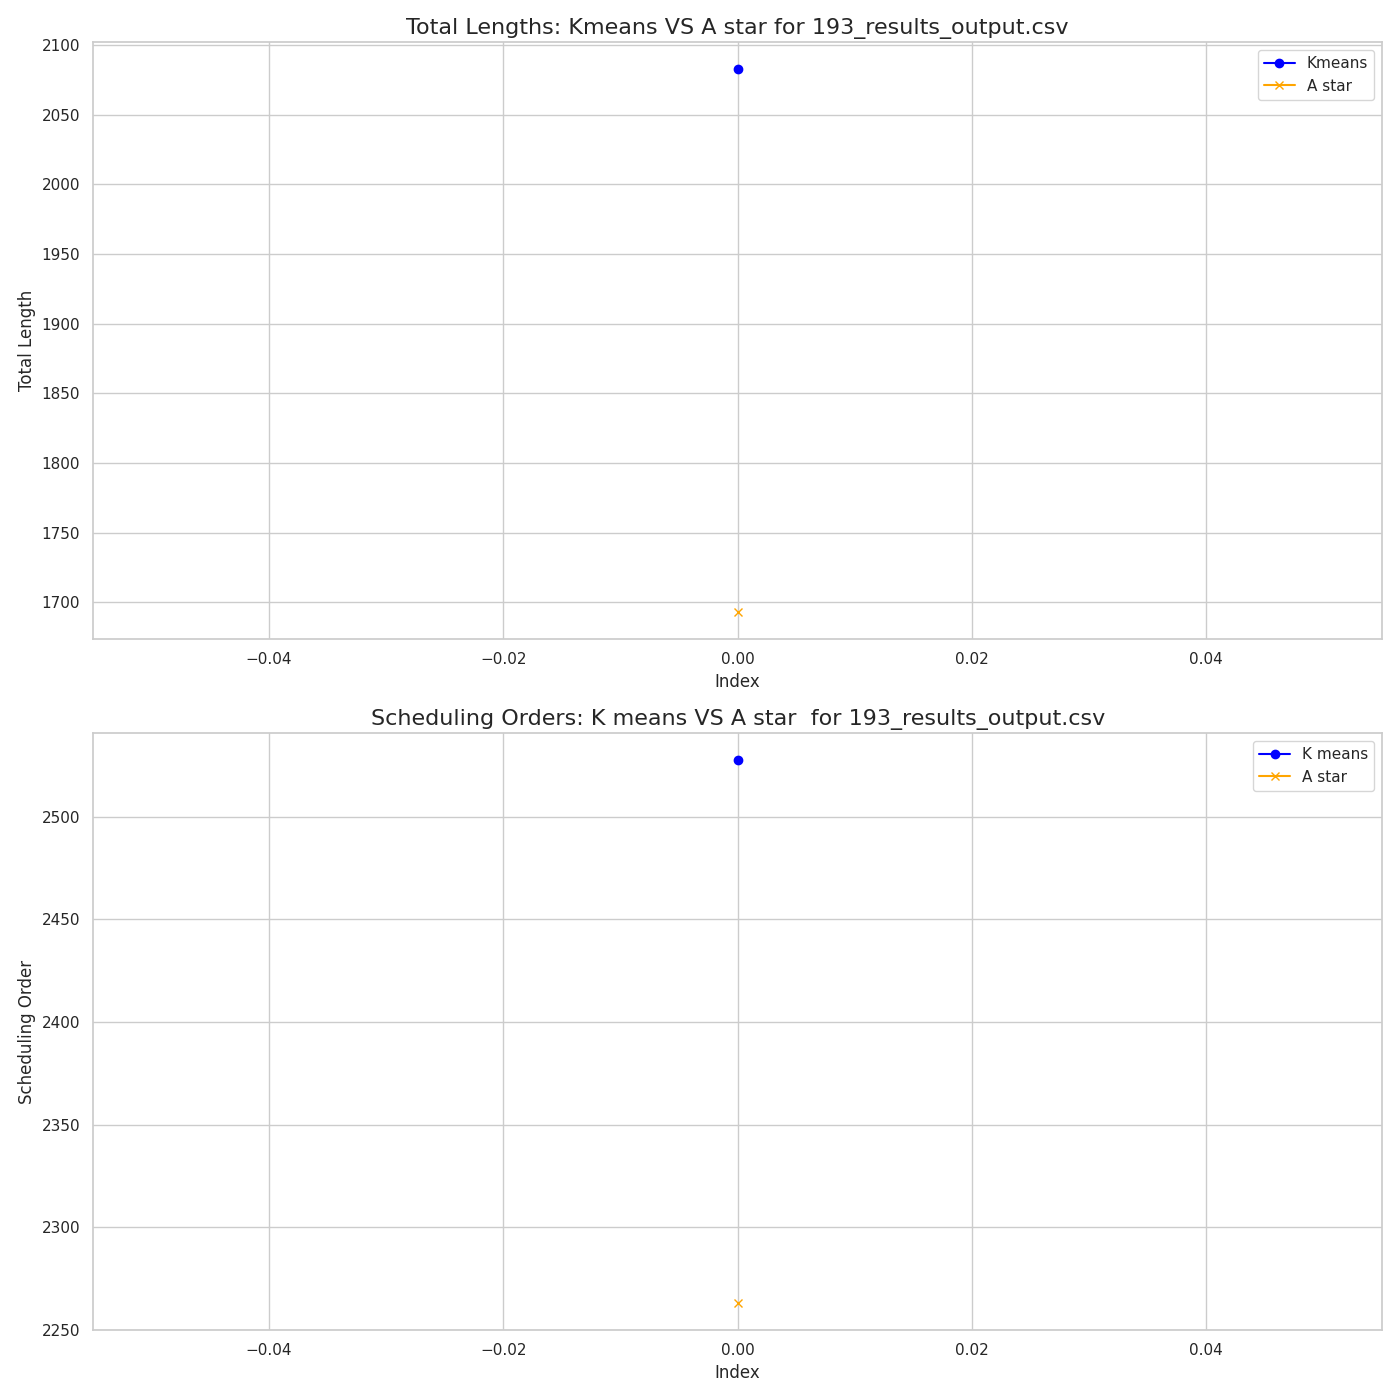 Total Lengths: Kmeans VS A star for 193_results_output.csv
2100
2050
2000
1950
1900
1850
1800
1750
1700
Total Length
Kmeans
A star
−0.04
−0.02
0.00
0.02
0.04
Index
Scheduling Orders: K means VS A star  for 193_results_output.csv
2500
2450
2400
2350
2300
2250
Scheduling Order
K means
A star
−0.04
−0.02
0.00
0.02
0.04
Index